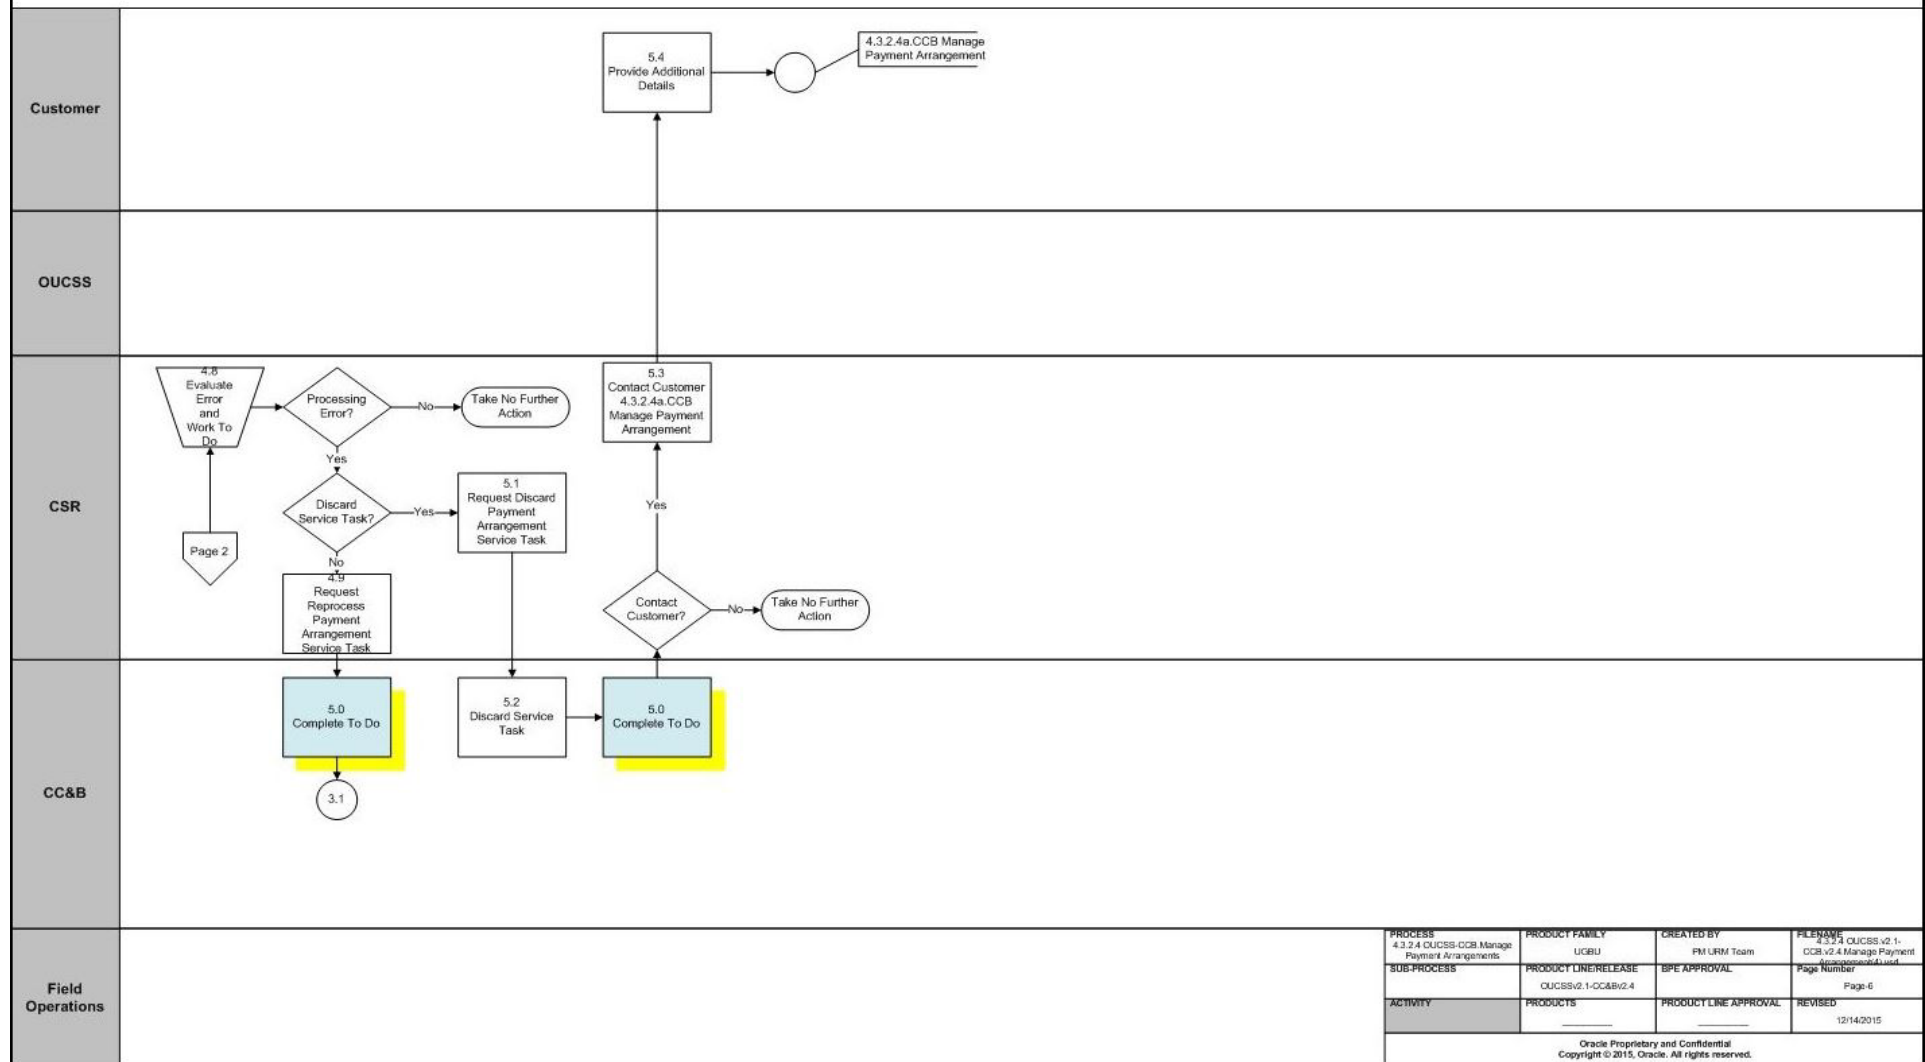 Customer
5.4
Provide Additional
Details
4.3.2.4a.CCB Manage
Payment Arrangement
OUCSS
CSR
4.8
Evaluate
Error
and
Work To
Do
Processing
Error?
No
Take No Further
Action
5.3
Contact Customer
4.3.2.4a.CCB
Manage Payment
Arrangement
Yes
Discard
Service Task?
Yes
5.1
Request Discard
Payment
Arrangement
Service Task
Yes
Page 2
No
4.9
Request
Reprocess
Payment
Arrangement
Service Task
Contact
Customer?
No
Take No Further
Action
CC&B
5.0
Complete To Do
5.2
Discard Service
Task
5.0
Complete To Do
3.1
Field
Operations
PROCESS
4.3.2.4 OUCSS-CCB.Manage
Payment Arrangements
PRODUCT FAMILY
UGBU
CREATED BY
PM URM Team
FILENAME
4.3.2.4 OUCSS.v2.1-
CCB.v2.4.Manage Payment
Arrangement(4).vsd
SUB-PROCESS
PRODUCT LINE/RELEASE
OUCSSv2.1-CC&Bv2.4
BPE APPROVAL
Page Number
Page-6
ACTIVITY
PRODUCTS
PRODUCT LINE APPROVAL
REVISED
12/14/2015
Oracle Proprietary and Confidential
Copyright © 2015, Oracle. All rights reserved.